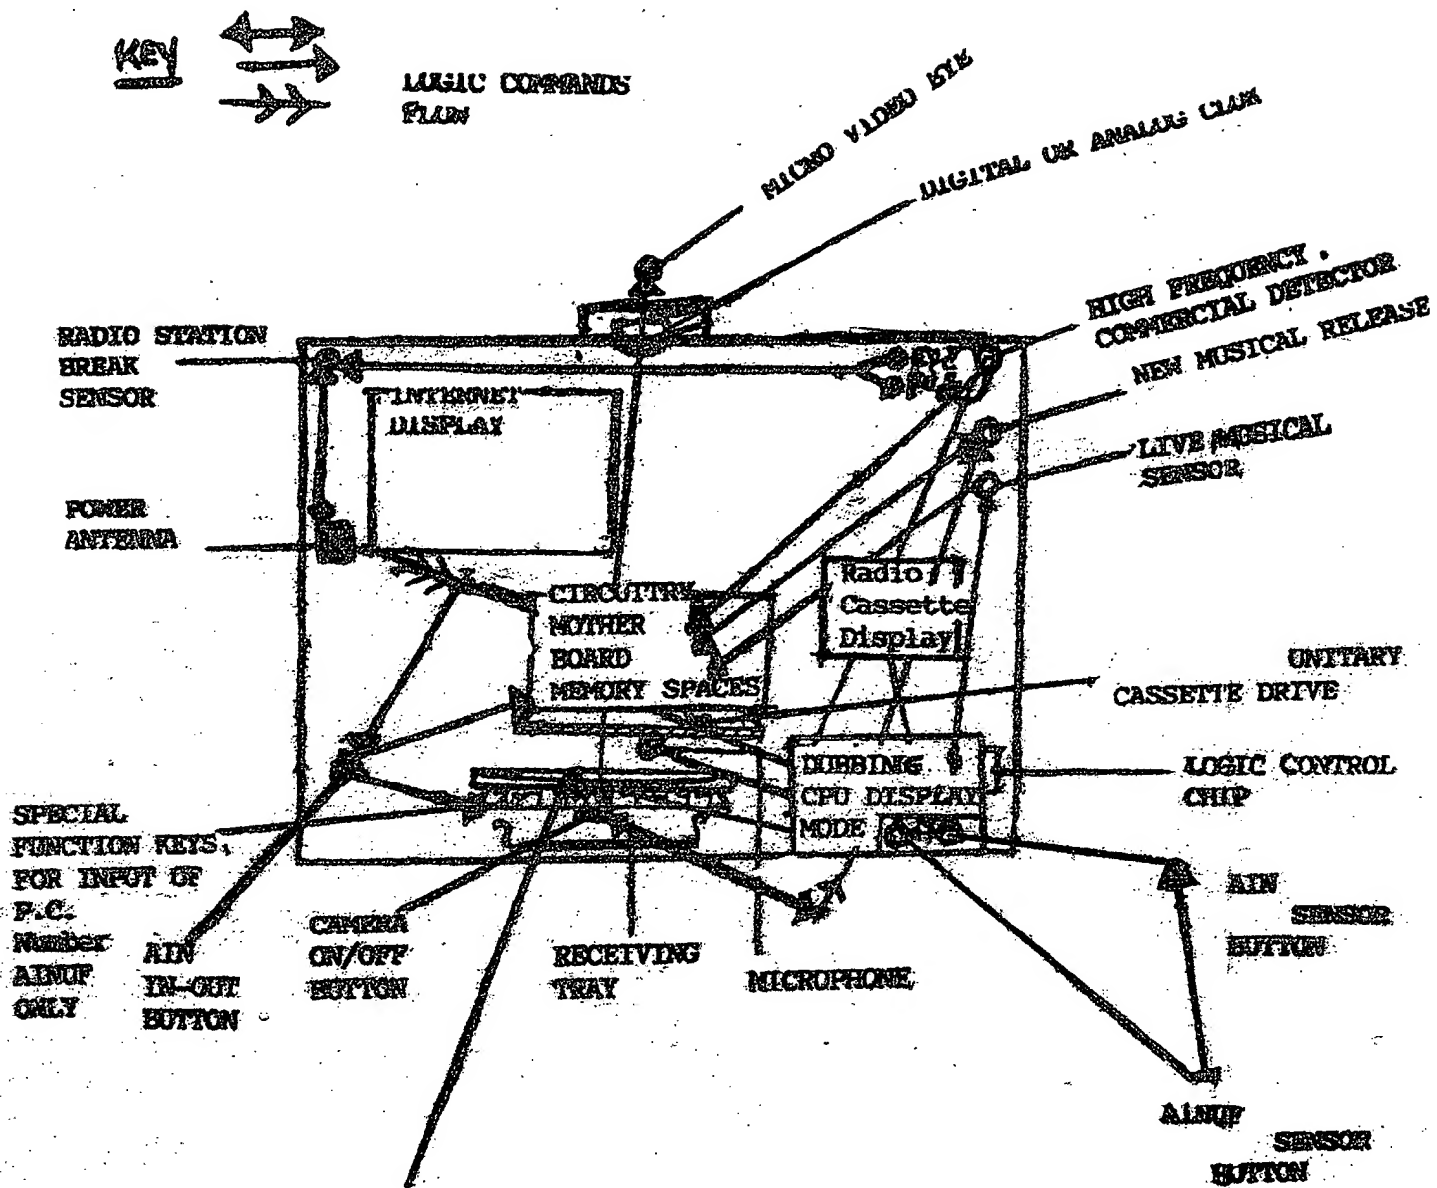 KEY
LOGIC COMMANDS
FLOW
MICRO VIDEO EYE
DIGITAL OR ANALOG CLOK
HIGH FREQUENCY.
COMMERCIAL DETECTOR
NEW MUSICAL RELEASE
LIVE MUSICAL
SENSOR
RADIO STATION
BREAK
SENSOR
INTERNET
DISPLAY
POWER
ANTENNA
CIRCUITRY
MOTHER
BOARD
MEMORY SPACES
Radio
Cassette
Display
UNITARY
CASSETTE DRIVE
DUBBING
CPU DISPLAY
MODE
LOGIC CONTROL
CHIP
SPECIAL
FUNCTION KEYS,
FOR INPUT OF
P.C.
Number
AINUF
ONLY
AIN
IN-OUT
BUTTON
CAMERA
ON/OFF
BUTTON
RECEIVING
TRAY
MICROPHONE
AIN
SENSOR
BUTTON
AINUF
SENSOR
BUTTON